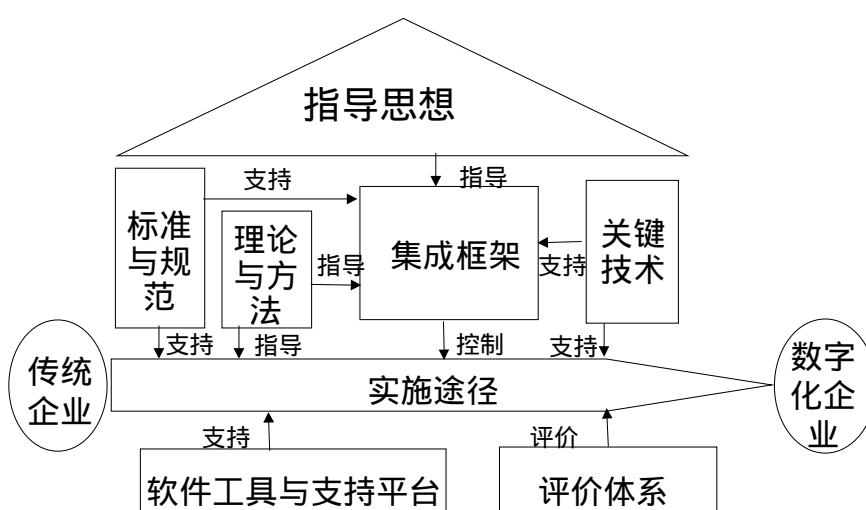 指导思想
支持
指导
标准
与规
范
理论
与方
法
指导
集成框架
支持
关键
技术
支持
指导
控制
支持
传统
企业
实施途径
数字
化企
业
支持
评价
软件工具与支持平台
评价体系